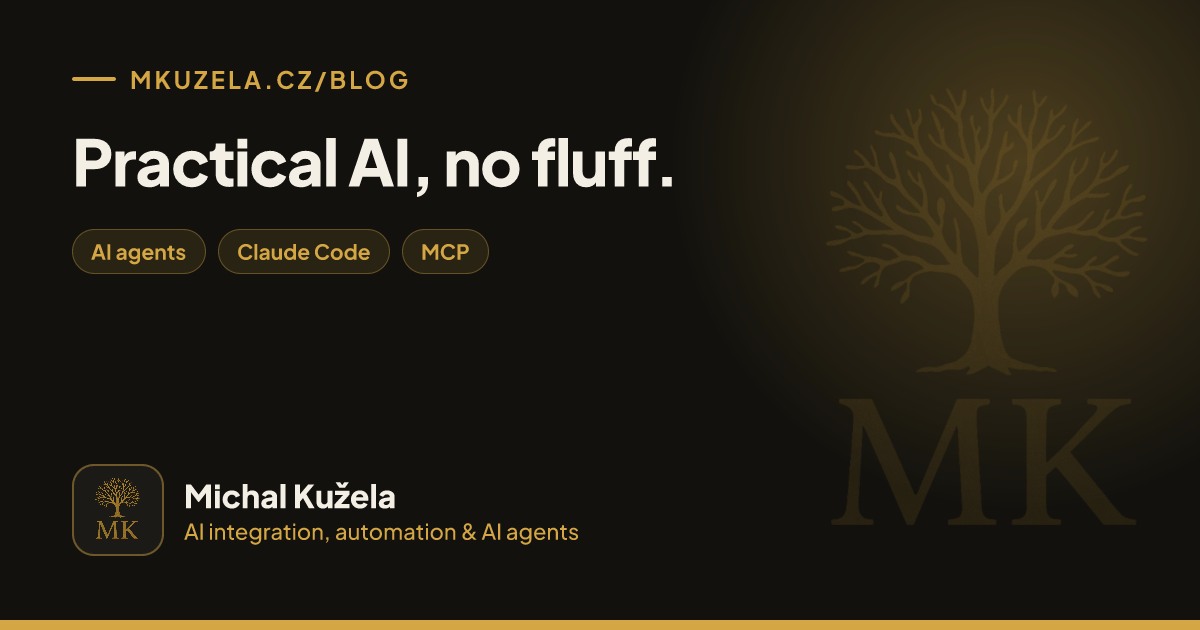 MKUZELA.CZ/BLOG
Practical AI, no fluff.
AI agents
Claude Code
MCP
MK
MK
Michal Kužela
AI integration, automation & AI agents